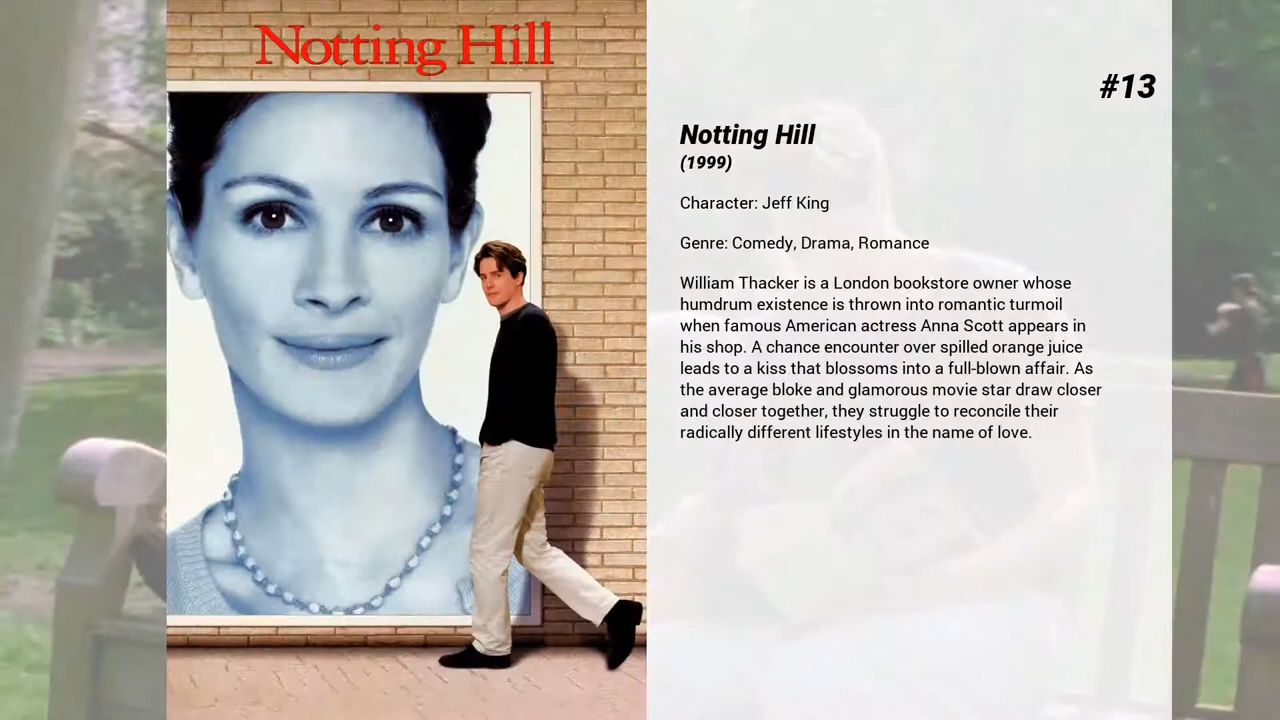 Notting Hill
#13
Notting Hill
(1999)
Character: Jeff King
Genre: Comedy, Drama, Romance
William Thacker is a London bookstore owner whose
humdrum existence is thrown into romantic turmoil
when famous American actress Anna Scott appears in
his shop. A chance encounter over spilled orange juice
leads to a kiss that blossoms into a full-blown affair. As
the average bloke and glamorous movie star draw closer
and closer together, they struggle to reconcile their
radically different lifestyles in the name of love.